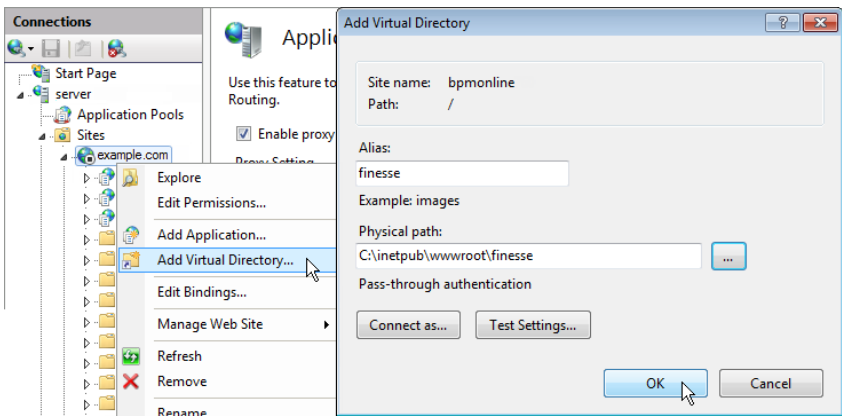 Connections
Start Page
server
Application Pools
Sites
example.com
Use this feature to
Routing.
Enable proxy
Explore
Edit Permissions...
Add Application...
Add Virtual Directory...
Edit Bindings...
Manage Web Site
Refresh
Remove
Rename
Add Virtual Directory
Site name: bpmonline
Path: /
Alias:
finesse
Example: images
Physical path:
C:\inetpub\wwwroot\finesse
...
Pass-through authentication
Connect as...
Test Settings...
OK
Cancel